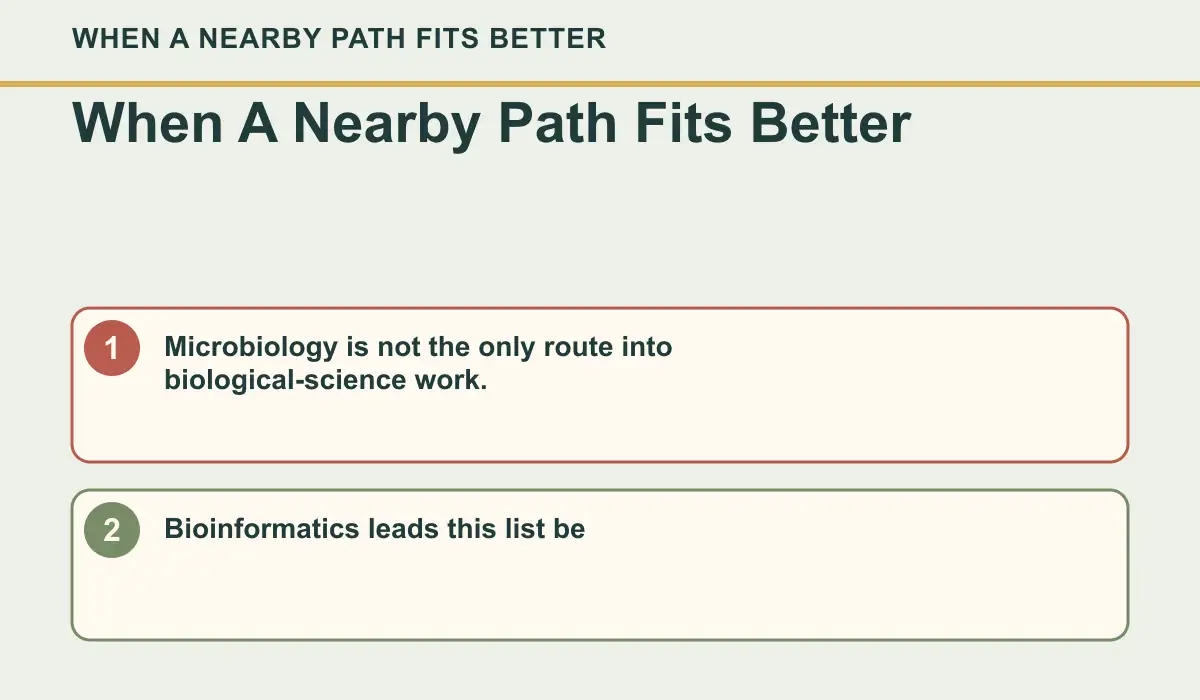 WHEN A NEARBY PATH FITS BETTER
When A Nearby Path Fits Better
1
Microbiology is not the only route into
biological-science work.
2
Bioinformatics leads this list be